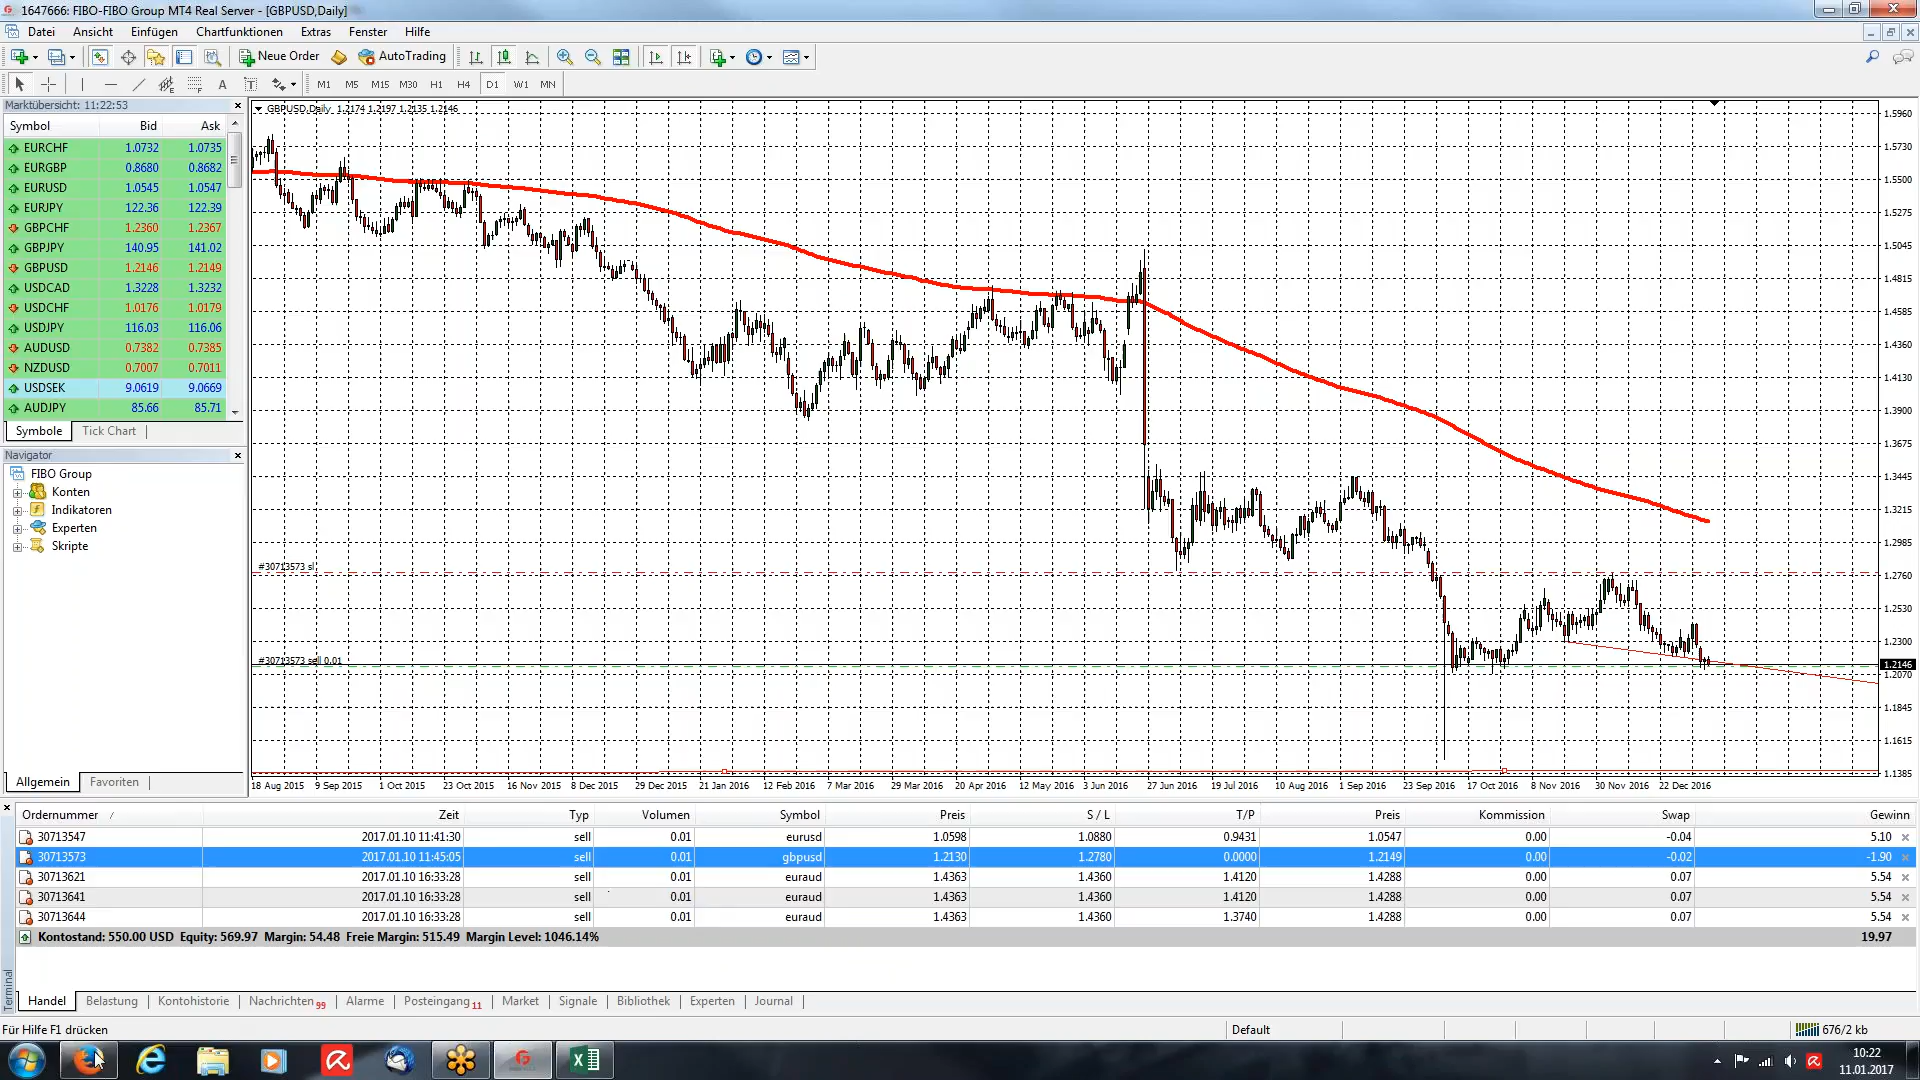 1647666: FIBO-FIBO Group MT4 Real Server - [GBPUSD,Daily]
Datei Ansicht Einfügen Chartfunktionen Extras Fenster Hilfe
New Order AutoTrading
A T M1 M5 M15 M30 H1 H4 D1 W1 MN
Marktübersicht: 11:22:53
Symbol Bid Ask
EURCHF 1.0732 1.0735
EURGBP 0.8680 0.8682
EURUSD 1.0545 1.0547
EURJPY 122.36 122.39
GBPCHF 1.2360 1.2367
GBPJPY 140.95 141.02
GBPUSD 1.2146 1.2149
USDCAD 1.3228 1.3232
USDCHF 1.0176 1.0179
USDJPY 116.03 116.06
AUDUSD 0.7382 0.7385
NZDUSD 0.7007 0.7011
USDSEK 9.0619 9.0669
AUDJPY 85.66 85.71
Symbole Tick Chart
Navigator
FIBO Group
Konten
Indikatoren
Experten
Skripte
Allgemein Favoriten
GBPUSD,Daily 1.2174 1.2197 1.2135 1.2146
#30713573 sl
#30713573 sell 0.01
1.5960
1.5730
1.5500
1.5275
1.5045
1.4815
1.4585
1.4360
1.4130
1.3900
1.3675
1.3445
1.3215
1.2985
1.2760
1.2530
1.2300
1.2146
1.2070
1.1845
1.1615
1.1385
18 Aug 2015 9 Sep 2015 1 Oct 2015 23 Oct 2015 16 Nov 2015 8 Dec 2015 29 Dec 2015 21 Jan 2016 12 Feb 2016 7 Mar 2016 29 Mar 2016 20 Apr 2016 12 May 2016 3 Jun 2016 27 Jun 2016 19 Jul 2016 10 Aug 2016 1 Sep 2016 23 Sep 2016 17 Oct 2016 8 Nov 2016 30 Nov 2016 22 Dec 2016
Ordernummer / Zeit Typ Volumen Symbol Preis S / L T/P Preis Kommission Swap Gewinn
30713547 2017.01.10 11:41:30 sell 0.01 eurusd 1.0598 1.0880 0.9431 1.0547 0.00 -0.04 5.10
30713573 2017.01.10 11:45:05 sell 0.01 gbpusd 1.2130 1.2780 0.0000 1.2149 0.00 -0.02 -1.90
30713621 2017.01.10 16:33:28 sell 0.01 euraud 1.4363 1.4360 1.4120 1.4288 0.00 0.07 5.54
30713641 2017.01.10 16:33:28 sell 0.01 euraud 1.4363 1.4360 1.4120 1.4288 0.00 0.07 5.54
30713644 2017.01.10 16:33:28 sell 0.01 euraud 1.4363 1.4360 1.3740 1.4288 0.00 0.07 5.54
Kontostand: 550.00 USD Equity: 569.97 Margin: 54.48 Freie Margin: 515.49 Margin Level: 1046.14% 19.97
Terminal
Handel Belastung Kontohistorie Nachrichten 99 Alarme Posteingang 11 Market Signale Bibliothek Experten Journal
Für Hilfe F1 drücken Default 676/2 kb
10:22
11.01.2017